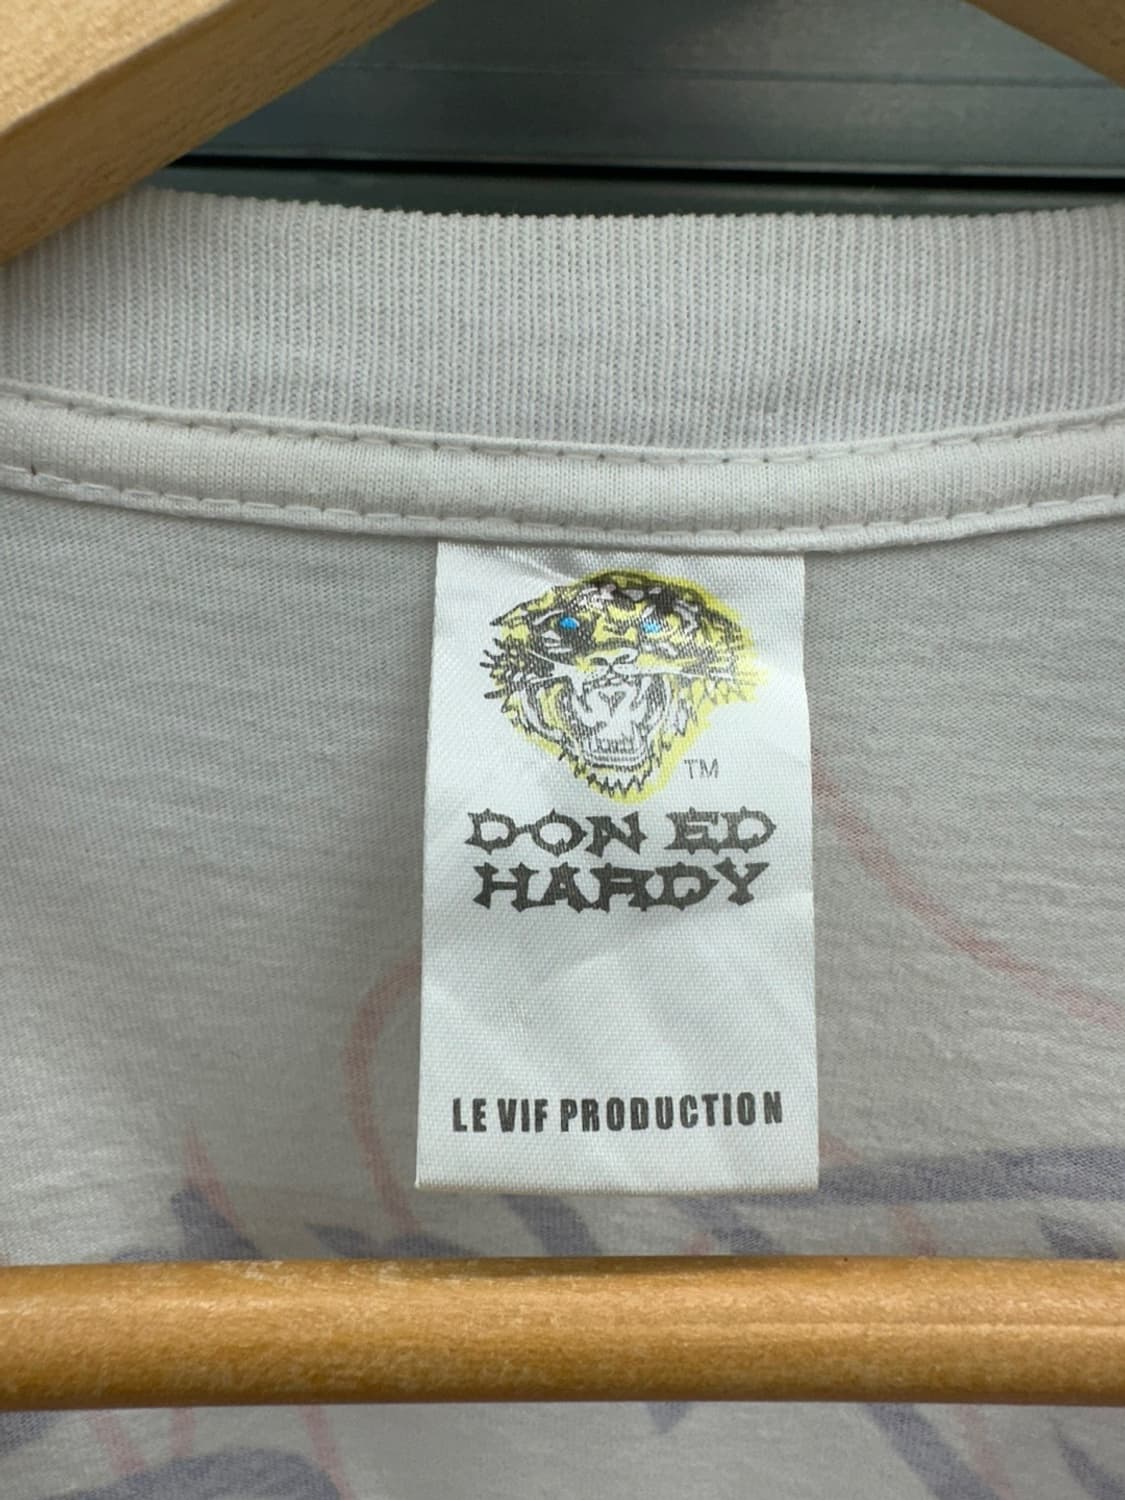 TM
DON ED
HARDY
LE VIF PRODUCTION